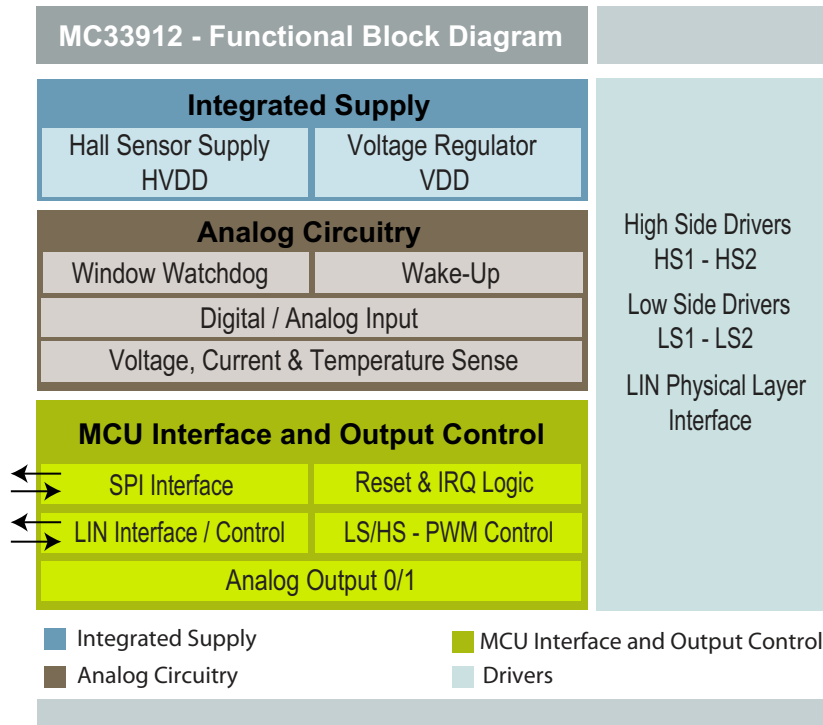 MC33912 - Functional Block Diagram
Integrated Supply
Hall Sensor Supply
HVDD
Voltage Regulator
VDD
Analog Circuitry
Window Watchdog
Wake-Up
Digital / Analog Input
Voltage, Current & Temperature Sense
MCU Interface and Output Control
SPI Interface
Reset & IRQ Logic
LIN Interface / Control
LS/HS - PWM Control
Analog Output 0/1
High Side Drivers
HS1 - HS2
Low Side Drivers
LS1 - LS2
LIN Physical Layer
Interface
Integrated Supply
MCU Interface and Output Control
Analog Circuitry
Drivers